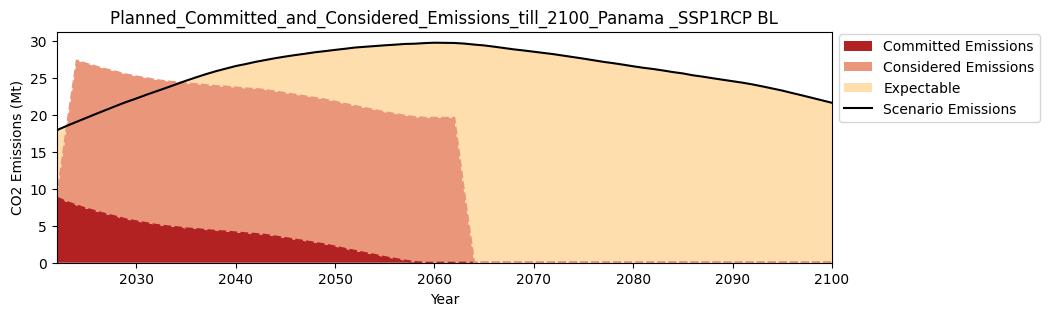 Planned_Committed_and_Considered_Emissions_till_2100_Panama _SSP1RCP BL
CO2 Emissions (Mt)
30
25
20
15
10
5
0
2030 2040 2050 2060 2070 2080 2090 2100
Year
Committed Emissions
Considered Emissions
Expectable
Scenario Emissions